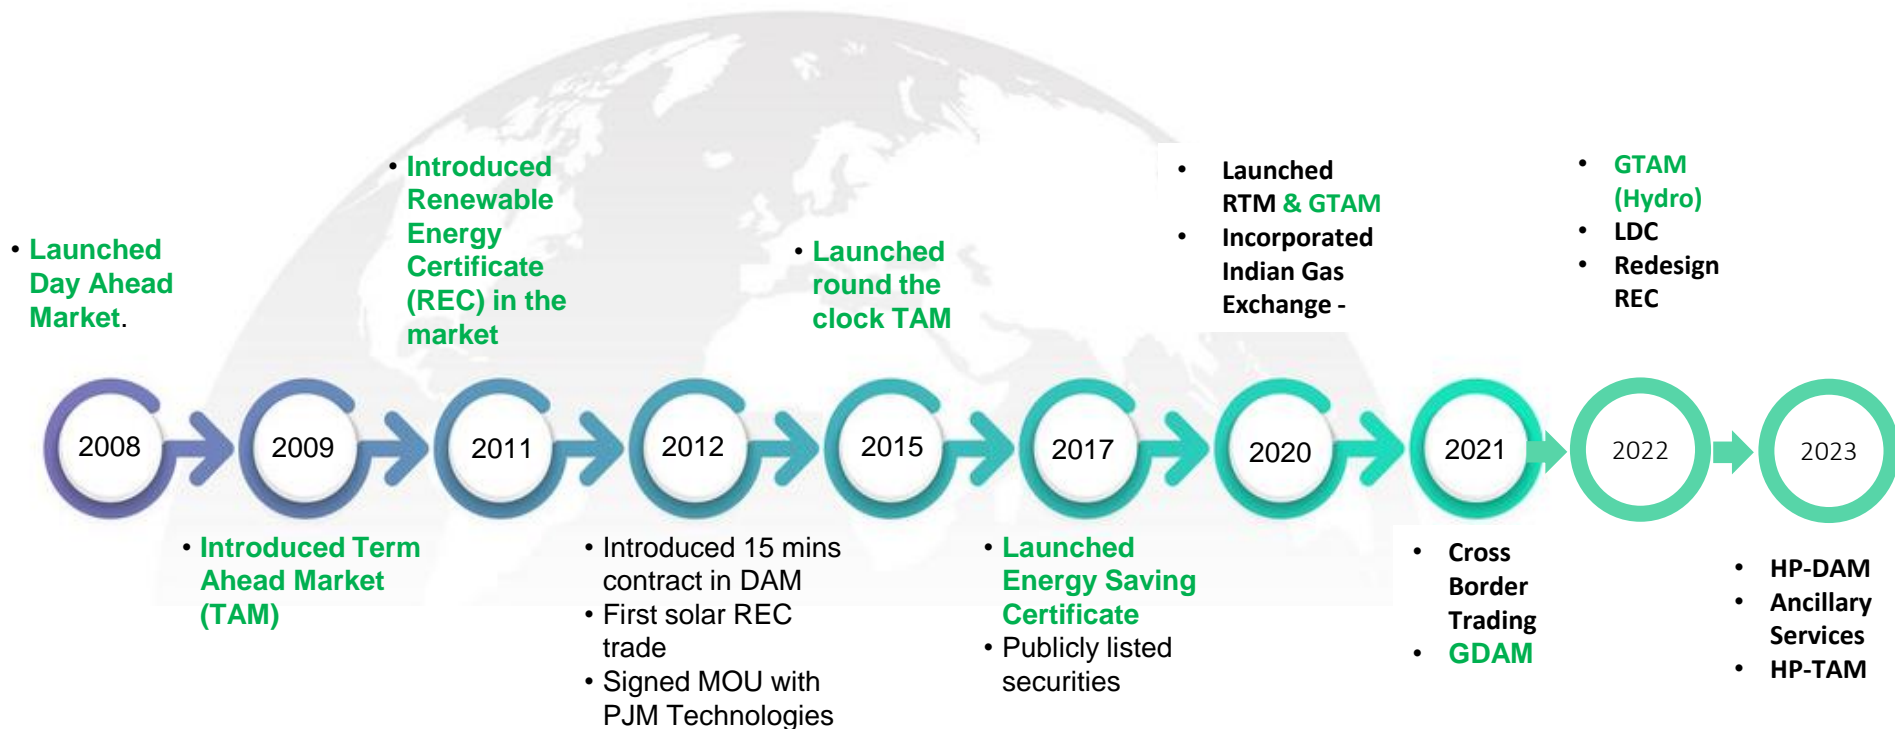 • Launched
Day Ahead
Market.
2008
2009
• Introduced Term
Ahead Market
(TAM)
• Introduced
Renewable
Energy
Certificate
(REC) in the
market
2011
2012
• Introduced 15 mins
contract in DAM
• First solar REC
trade
• Signed MOU with
PJM Technologies
• Launched
round the
clock TAM
2015
2017
• Launched
Energy Saving
Certificate
• Publicly listed
securities
• Launched
RTM & GTAM
• Incorporated
Indian Gas
Exchange -
2020
2021
• Cross
Border
Trading
• GDAM
• GTAM
(Hydro)
• LDC
• Redesign
REC
2022
2023
• HP-DAM
• Ancillary
Services
• HP-TAM